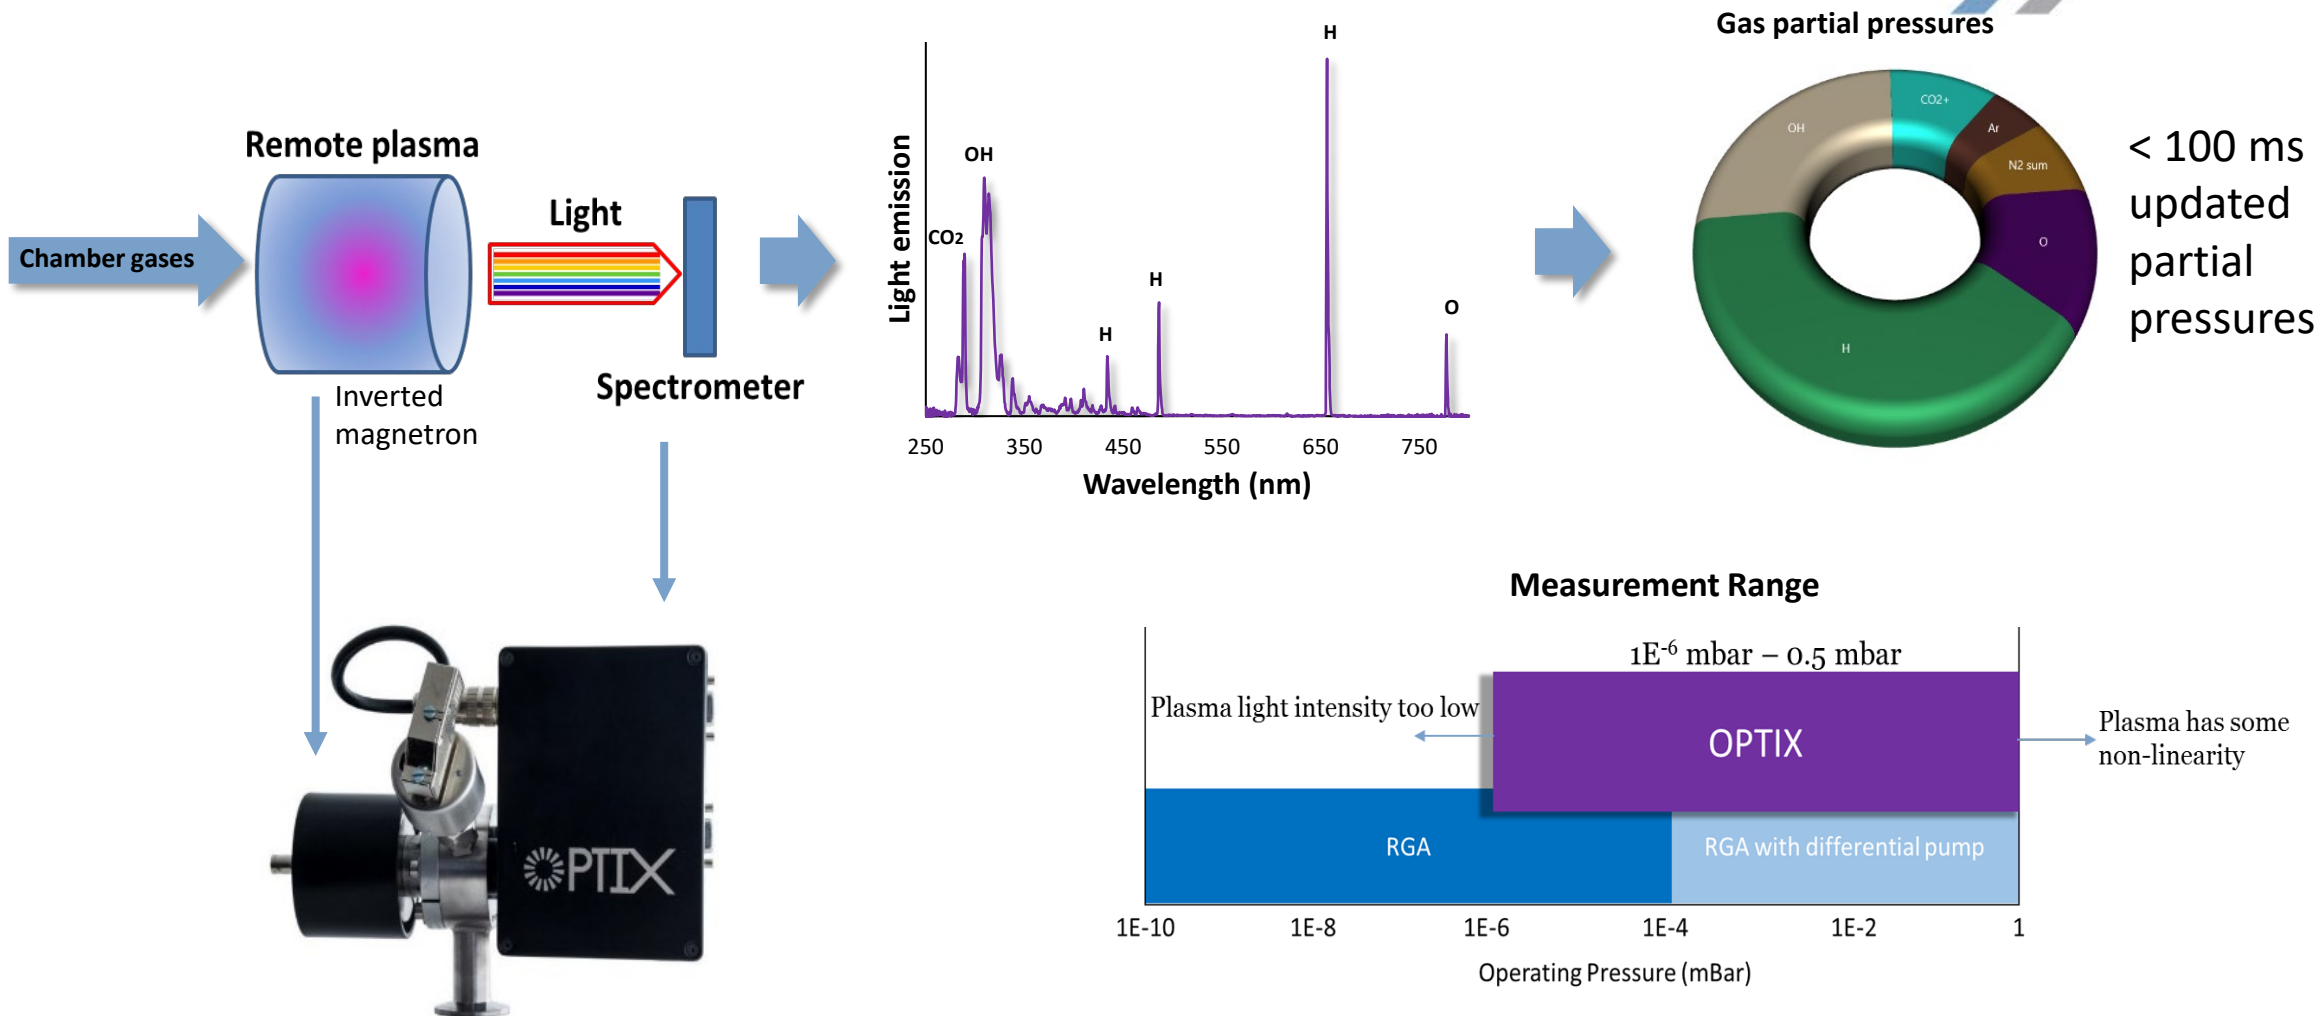 Gas partial pressures
Remote plasma
Chamber gases
Light
Inverted
magnetron
Spectrometer
Light emission
CO2
OH
H
H
H
O
250 350 450 550 650 750
Wavelength (nm)
OH
CO2+
Ar
N2 sum
O
H
< 100 ms
updated
partial
pressures
OPTIX
Measurement Range
1E-6 mbar – 0.5 mbar
Plasma light intensity too low
OPTIX
Plasma has some
non-linearity
RGA
RGA with differential pump
1E-10 1E-8 1E-6 1E-4 1E-2 1
Operating Pressure (mBar)